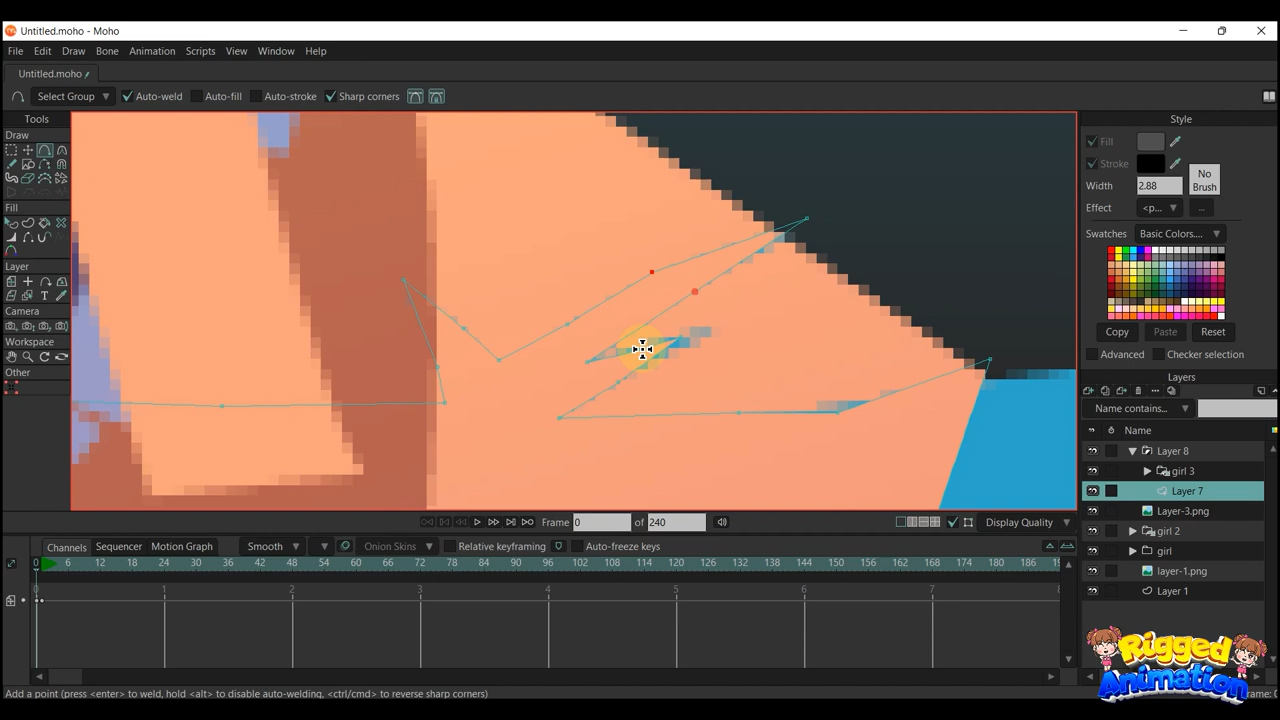 Untitled.moho - Moho
File Edit Draw Bone Animation Scripts View Window Help
Untitled.moho
Select Group Auto-weld Auto-fill Auto-stroke Sharp corners
Tools
Draw
Fill
Layer
Camera
Workspace
Other
Style
Fill
Stroke
No Brush
Width 2.88
Effect <p... ...
Swatches Basic Colors....
Copy Paste Reset
Advanced Checker selection
Layers
Name contains...
Name
Layer 8
girl 3
Layer 7
Layer-3.png
girl 2
girl
layer-1.png
Layer 1
Frame 0 of 240 Display Quality
Channels Sequencer Motion Graph Smooth Onion Skins Relative keyframing Auto-freeze keys
0 6 12 18 24 30 36 42 48 54 60 66 72 78 84 90 96 102 108 114 120 126 132 138 144 150 156 162 168 174 180 186
0 1 2 3 4 5 6 7
Add a point (press <enter> to weld, hold <alt> to disable auto-welding, <ctrl/cmd> to reverse sharp corners)
Rigged
Animation